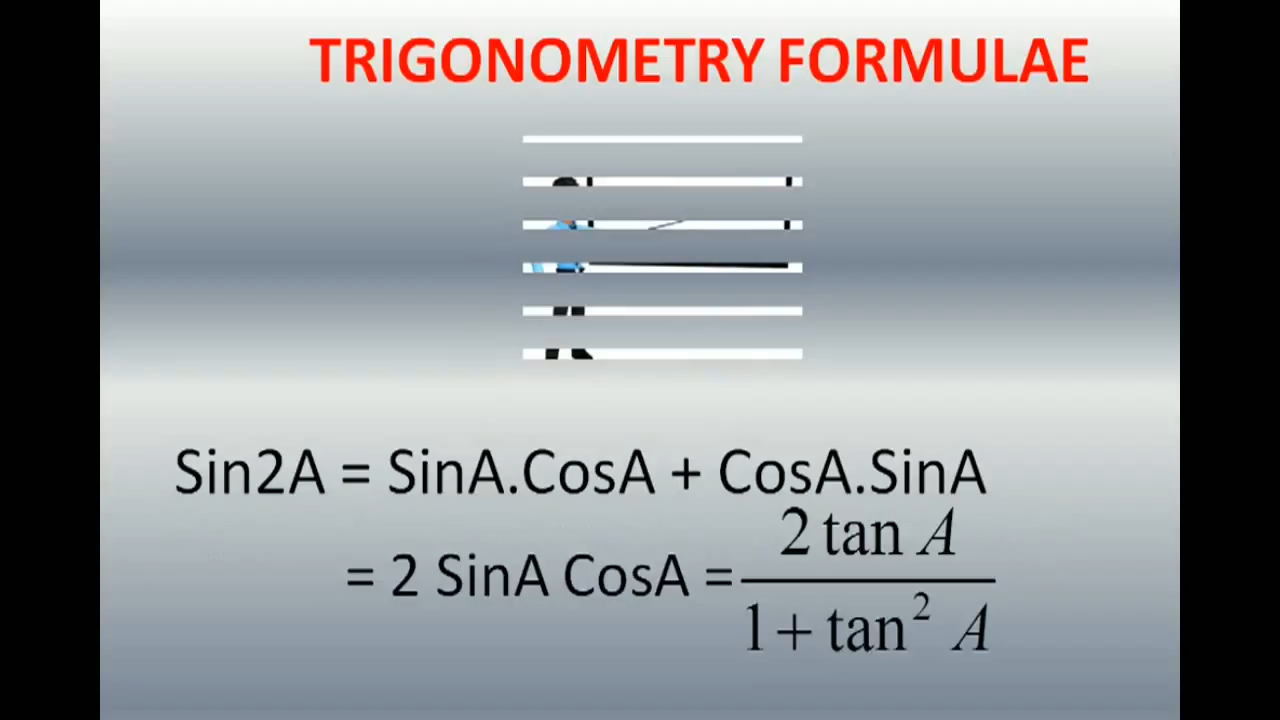 TRIGONOMETRY FORMULAE
Sin2A = SinA.CosA + CosA.SinA
= 2 SinA CosA = 2 tan A / 1 + tan² A